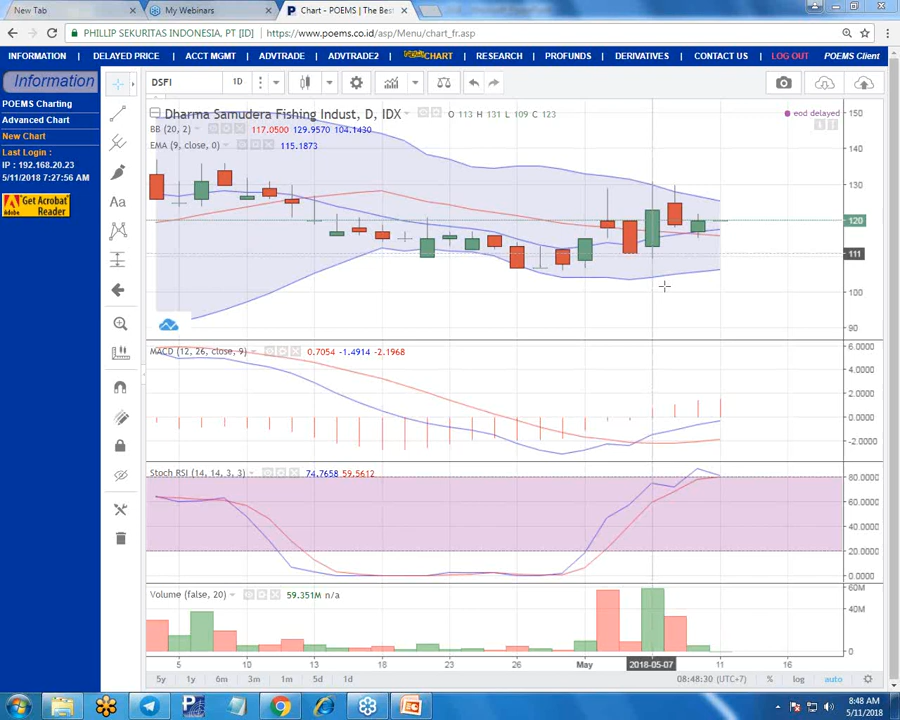 New Tab
My Webinars
Chart - POEMS | The Best
PHILLIP SEKURITAS INDONESIA, PT [ID]
https://www.poems.co.id/asp/Menu/chart_fr.asp
INFORMATION DELAYED PRICE ACCT MGMT ADVTRADE ADVTRADE2 CHART RESEARCH PROFUNDS DERIVATIVES CONTACT US LOG OUT POEMS Client
Information
POEMS Charting
Advanced Chart
New Chart
Last Login :
IP : 192.168.20.23
5/11/2018 7:27:56 AM
Get Acrobat
Adobe Reader
DSFI 1D
Dharma Samudera Fishing Indust, D, IDX O 113 H 131 L 109 C 123
eod delayed
BB (20, 2) 117.0500 129.9570 104.1430
EMA (9, close, 0) 115.1873
150
140
130
120
111
100
90
Aa
MACD (12, 26, close, 9) 0.7054 -1.4914 -2.1968
6.0000
4.0000
2.0000
0.0000
-2.0000
Stoch RSI (14, 14, 3, 3) 74.7658 59.5612
80.0000
60.0000
40.0000
20.0000
0.0000
Volume (false, 20) 59.351M n/a
60M
40M
0
5 10 13 18 23 26 May 2018-05-07 11 16
5y 1y 6m 3m 1m 5d 1d 08:48:30 (UTC+7) % log auto
8:48 AM
5/11/2018